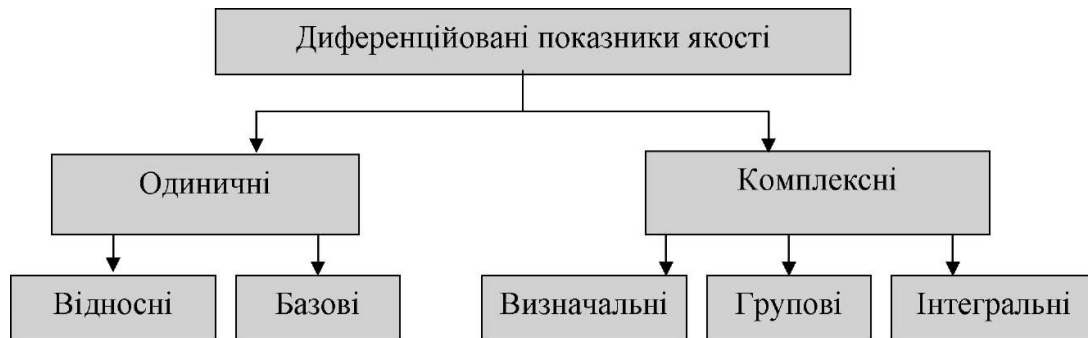 Диференційовані показники якості
Одиничні
Комплексні
Відносні
Базові
Визначальні
Групові
Інтегральні